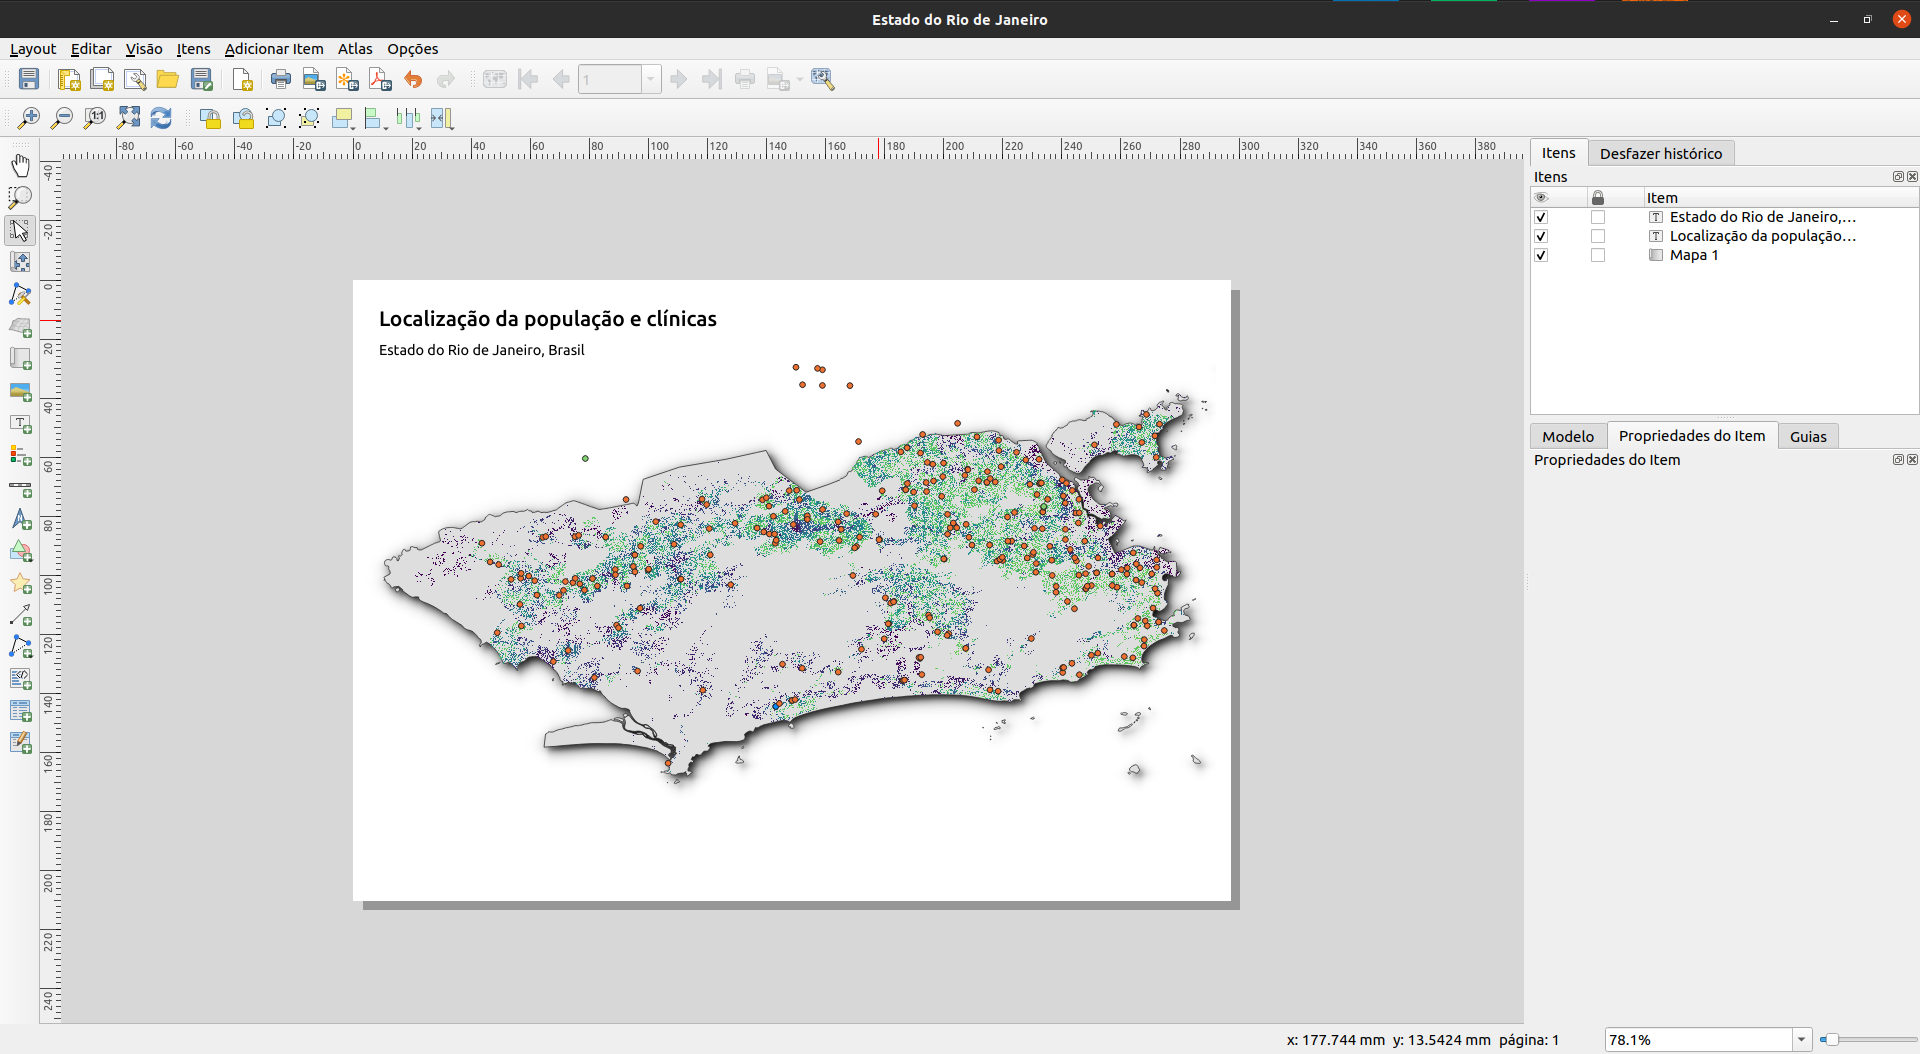 Estado do Rio de Janeiro
Layout Editar Visão Itens Adicionar Item Atlas Opções
1
1:1
-80 -60 -40 -20 0 20 40 60 80 100 120 140 160 180 200 220 240 260 280 300 320 340 360 380
-40
-20
0
20
40
60
80
100
120
140
160
180
200
220
240
Localização da população e clínicas
Estado do Rio de Janeiro, Brasil
Itens Desfazer histórico
Itens
Item
Estado do Rio de Janeiro,...
Localização da população...
Mapa 1
Modelo Propriedades do Item Guias
Propriedades do Item
x: 177.744 mm y: 13.5424 mm página: 1
78.1%